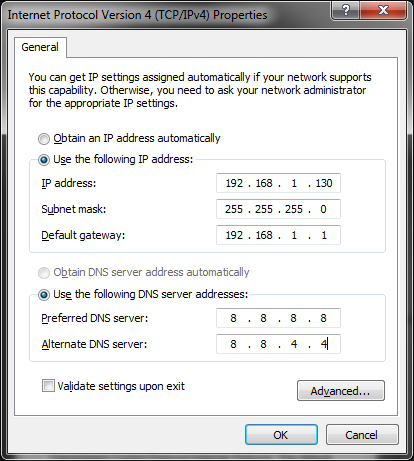 Internet Protocol Version 4 (TCP/IPv4) Properties
General
You can get IP settings assigned automatically if your network supports
this capability. Otherwise, you need to ask your network administrator
for the appropriate IP settings.
Obtain an IP address automatically
Use the following IP address:
IP address: 192 . 168 . 1 . 130
Subnet mask: 255 . 255 . 255 . 0
Default gateway: 192 . 168 . 1 . 1
Obtain DNS server address automatically
Use the following DNS server addresses:
Preferred DNS server: 8 . 8 . 8 . 8
Alternate DNS server: 8 . 8 . 4 . 4
Validate settings upon exit
Advanced...
OK Cancel